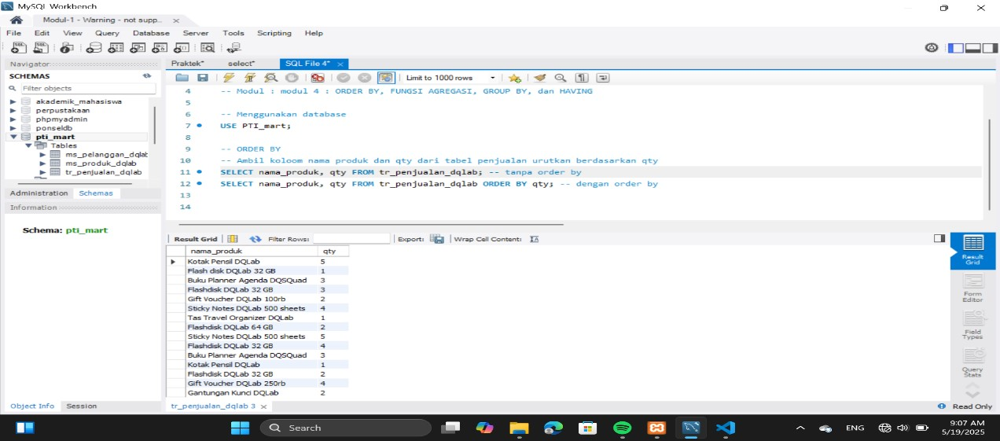 MySQL Workbench
Modul-1 - Warning - not supp...
File Edit View Query Database Server Tools Scripting Help
Navigator
SCHEMAS
Filter objects
akademik_mahasiswa
perpustakaan
phpmyadmin
ponseldb
pti_mart
Tables
ms_pelanggan_dqlab
ms_produk_dqlab
tr_penjualan_dqlab
Administration Schemas
Information
Schema: pti_mart
Object Info Session
Praktek* select* SQL File 4*
Limit to 1000 rows
4 -- Modul : modul 4 : ORDER BY, FUNGSI AGREGASI, GROUP BY, dan HAVING
5
6 -- Menggunakan database
7 USE PTI_mart;
8
9 -- ORDER BY
10 -- Ambil koloom nama produk dan qty dari tabel penjualan urutkan berdasarkan qty
11 SELECT nama_produk, qty FROM tr_penjualan_dqlab; -- tanpa order by
12 SELECT nama_produk, qty FROM tr_penjualan_dqlab ORDER BY qty; -- dengan order by
13
14
Result Grid Filter Rows: Export: Wrap Cell Content:
nama_produk qty
Kotak Pensil DQLab 5
Flash disk DQLab 32 GB 1
Buku Planner Agenda DQSQuad 3
Flashdisk DQLab 32 GB 3
Gift Voucher DQLab 100rb 2
Sticky Notes DQLab 500 sheets 4
Tas Travel Organizer DQLab 1
Flashdisk DQLab 64 GB 2
Sticky Notes DQLab 500 sheets 5
Flashdisk DQLab 32 GB 4
Buku Planner Agenda DQSQuad 3
Kotak Pensil DQLab 1
Flashdisk DQLab 32 GB 2
Gift Voucher DQLab 250rb 4
Gantungan Kunci DQLab 2
Result
Grid
Form
Editor
Field
Types
Query
Stats
tr_penjualan_dqlab 3
Read Only
Search
ENG
9:07 AM
5/19/2025